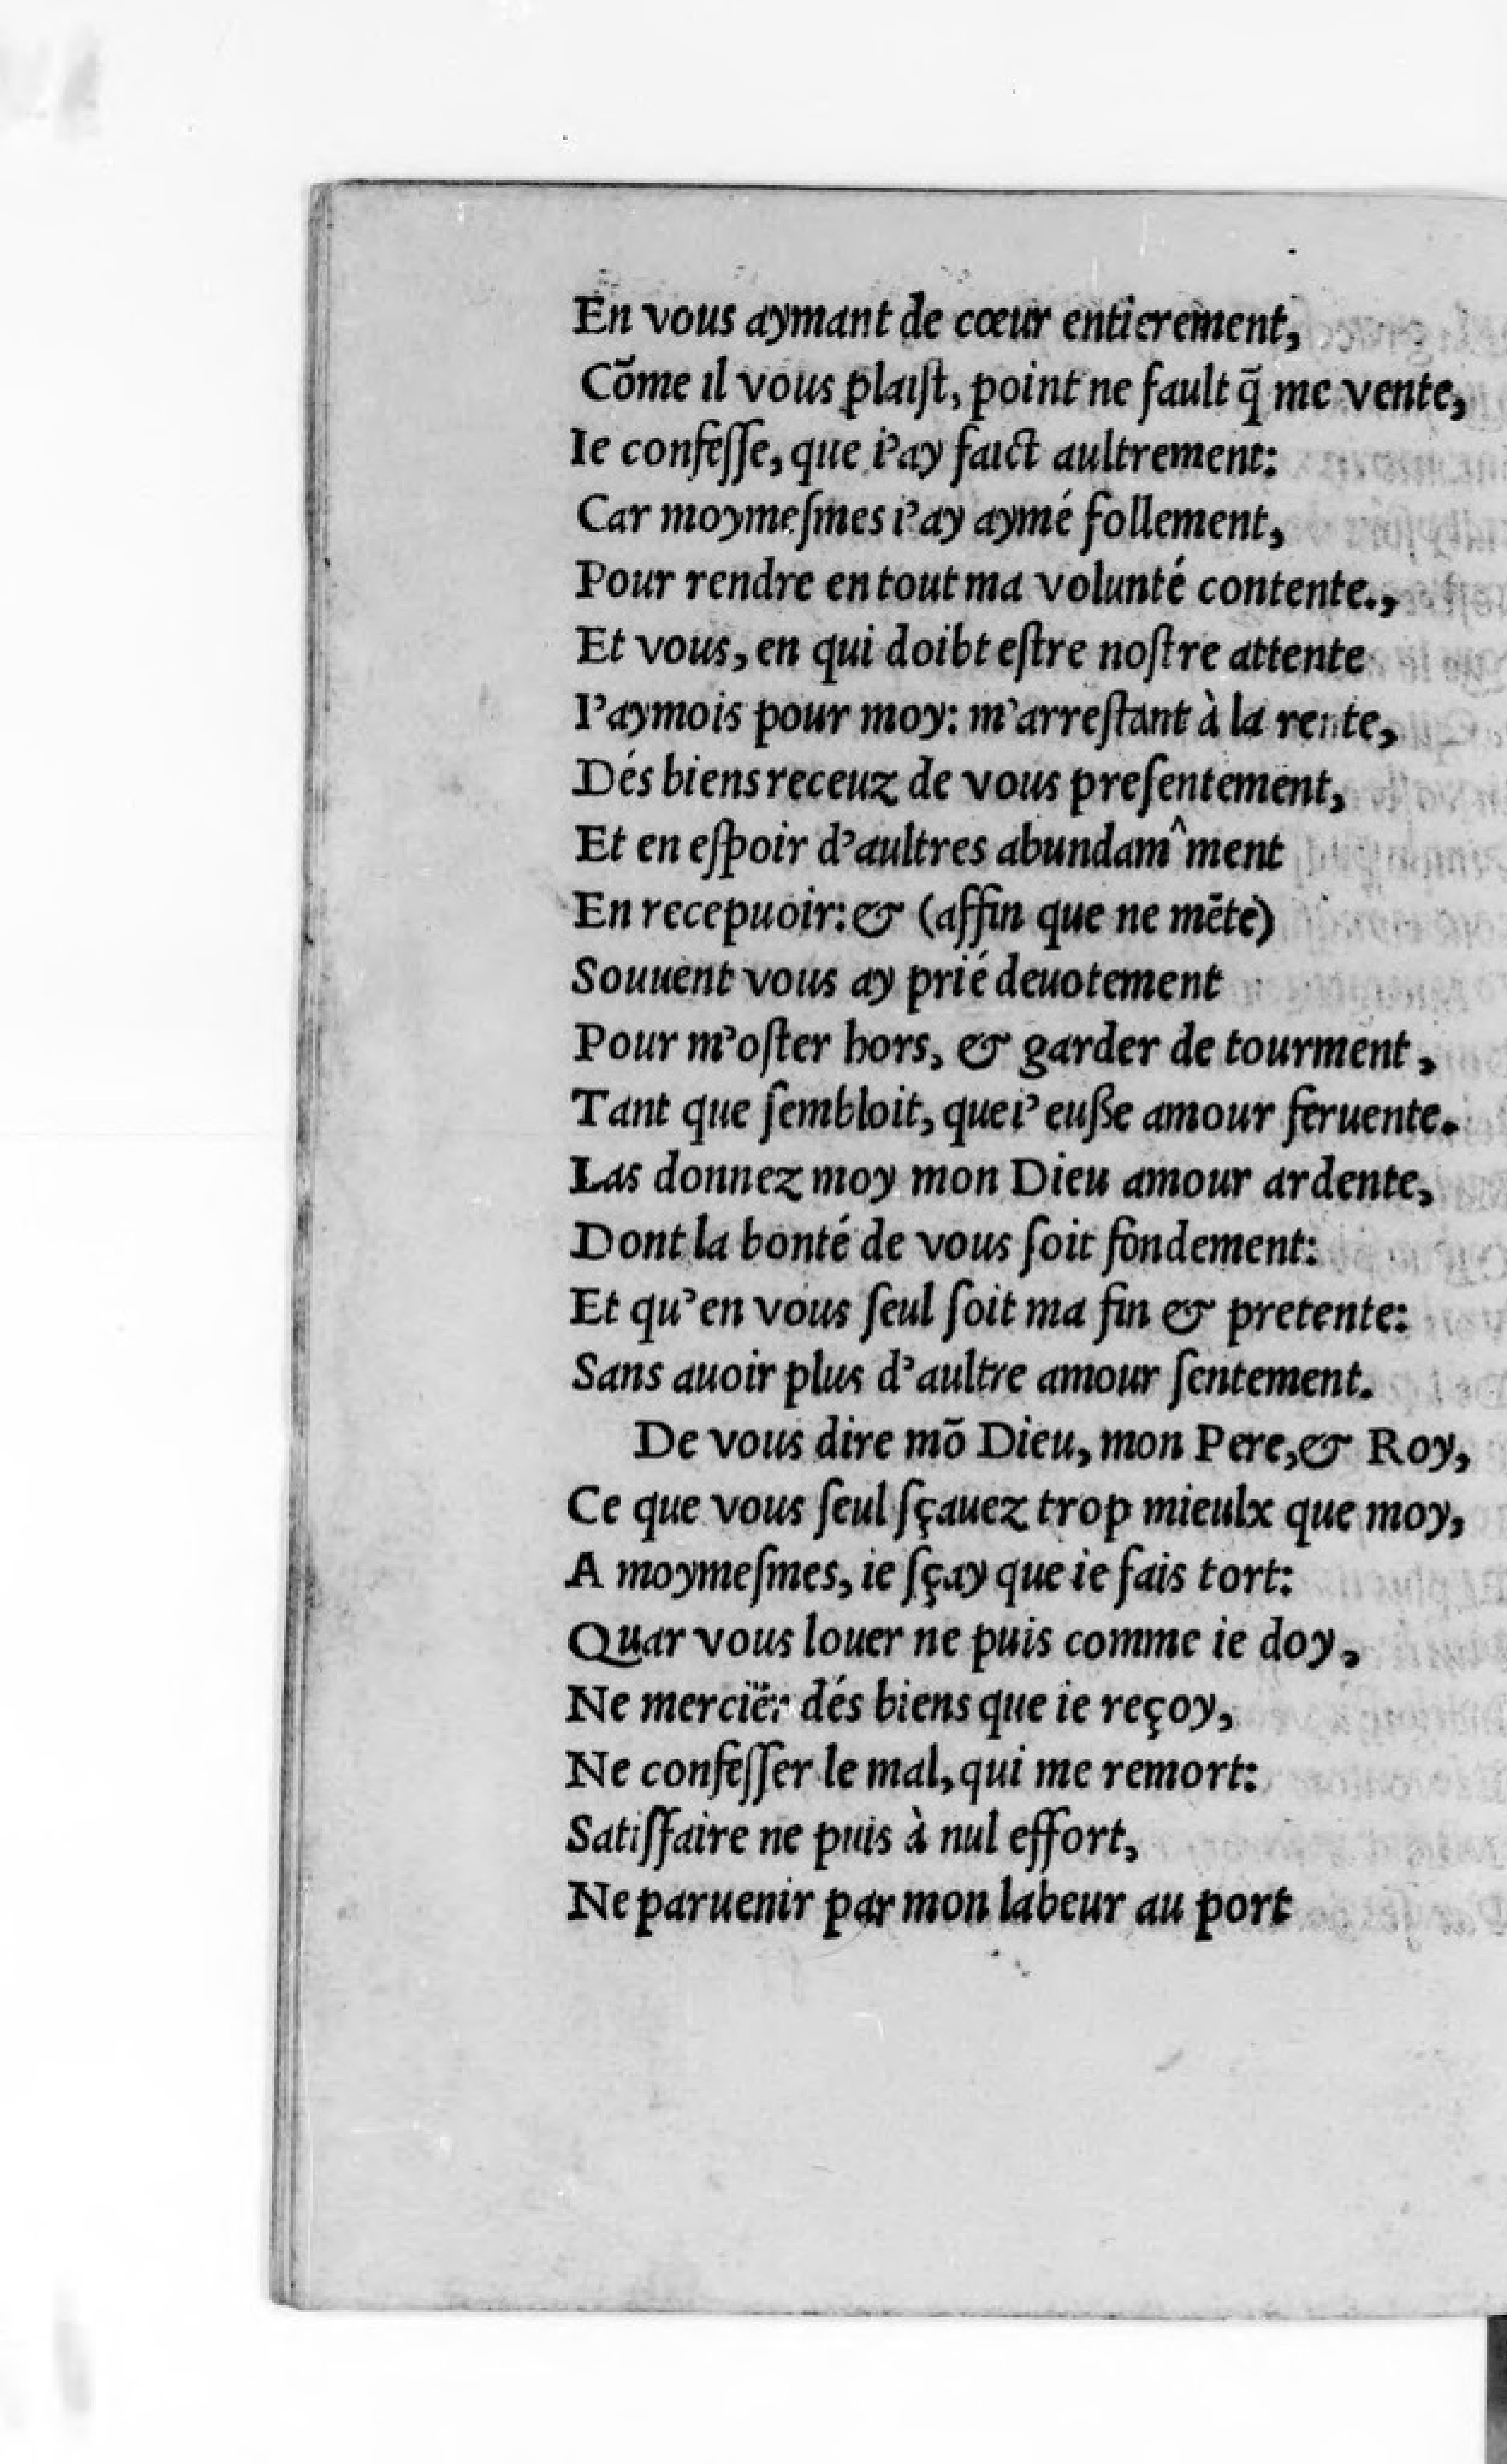 En vous aymant de cœur entierement,
Cõme il vous plaiſt, point ne fault q̃ me vente,
Ie confeſſe, que i'ay faict aultrement:
Car moymeſmes i'ay aymé follement,
Pour rendre en tout ma volunté contente.,
Et vous, en qui doibt eſtre noſtre attente
I'aymois pour moy: m'arreſtant à la rente,
Dés biens receuz de vous preſentement,
Et en eſpoir d'aultres abundam^ment
En recepuoir: & (affin que ne mẽte)
Souuent vous ay prié deuotement
Pour m'oſter hors, & garder de tourment,
Tant que ſembloit, que i'euße amour feruente.
Las donnez moy mon Dieu amour ardente,
Dont la bonté de vous ſoit fondement:
Et qu'en vous ſeul ſoit ma fin & pretente:
Sans auoir plus d'aultre amour ſentement.
De vous dire mõ Dieu, mon Pere, & Roy,
Ce que vous ſeul ſçauez trop mieulx que moy,
A moymeſmes, ie ſçay que ie fais tort:
Quar vous louer ne puis comme ie doy,
Ne mercïer dés biens que ie reçoy,
Ne confeſſer le mal, qui me remort:
Satiſfaire ne puis à nul effort,
Ne paruenir par mon labeur au port